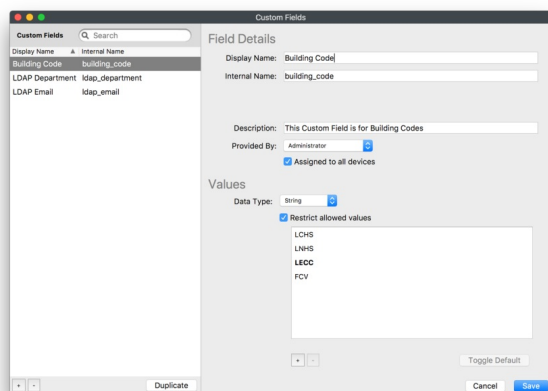 Custom Fields
Custom Fields
Search
Display Name ▲ Internal Name
Building Code building_code
LDAP Department ldap_department
LDAP Email ldap_email
+ -
Duplicate
Field Details
Display Name: Building Code
Internal Name: building_code
Description: This Custom Field is for Building Codes
Provided By: Administrator
Assigned to all devices
Values
Data Type: String
Restrict allowed values
LCHS
LNHS
LECC
FCV
+ -
Toggle Default
Cancel Save